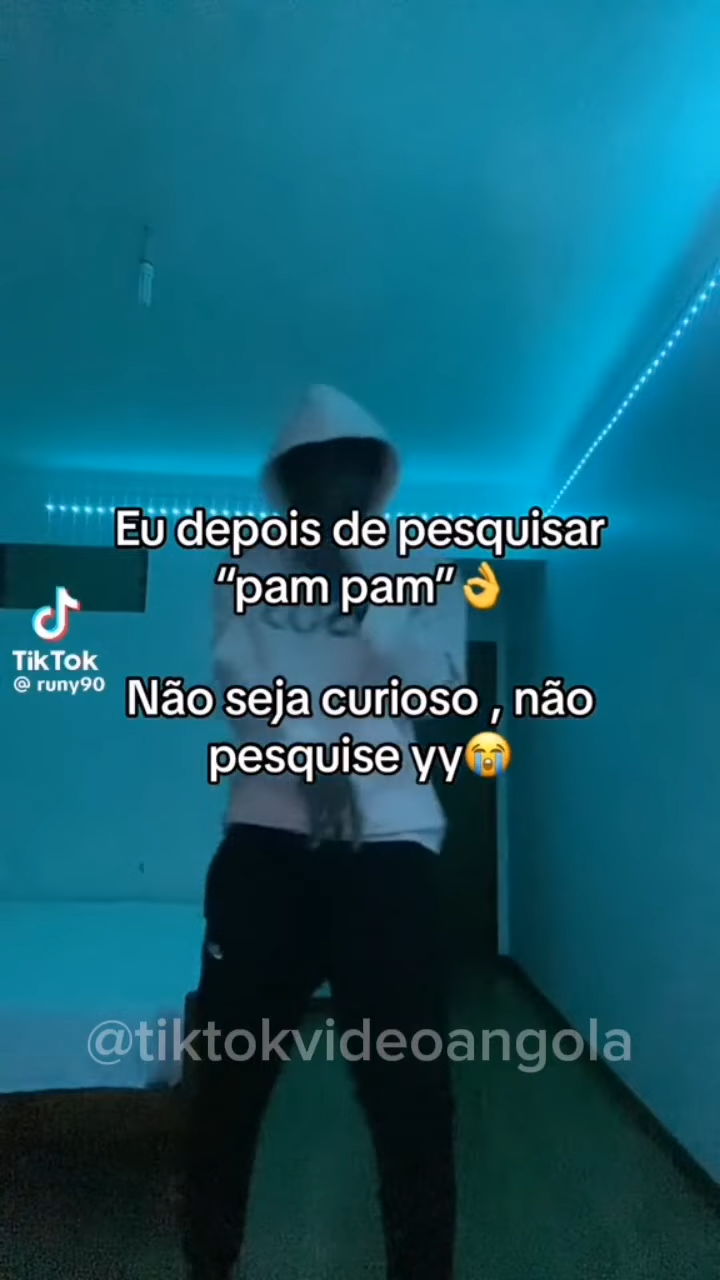 Eu depois de pesquisar
“pam pam”👌
TikTok
@ runy90
Não seja curioso , não
pesquise yy😭
@tiktokvideoangola